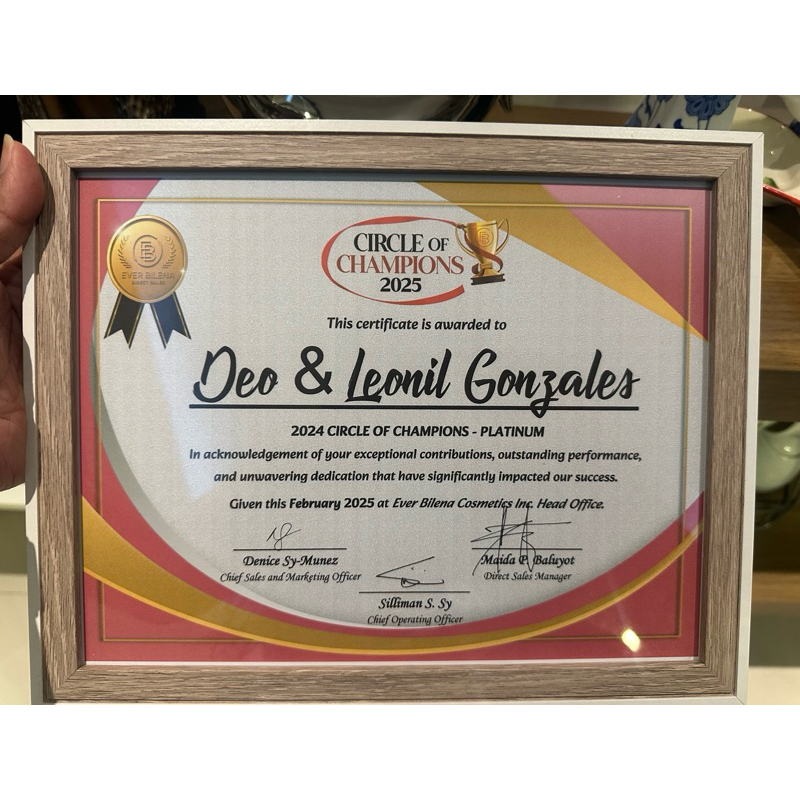 EVER BILENA
DIRECT SALES
CIRCLE OF
CHAMPIONS
2025
This certificate is awarded to
Deo & Leonil Gonzales
2024 CIRCLE OF CHAMPIONS - PLATINUM
In acknowledgement of your exceptional contributions, outstanding performance,
and unwavering dedication that have significantly impacted our success.
Given this February 2025 at Ever Bilena Cosmetics Inc. Head Office.
Denice Sy-Munez
Chief Sales and Marketing Officer
Maida P. Baluyot
Direct Sales Manager
Silliman S. Sy
Chief Operating Officer